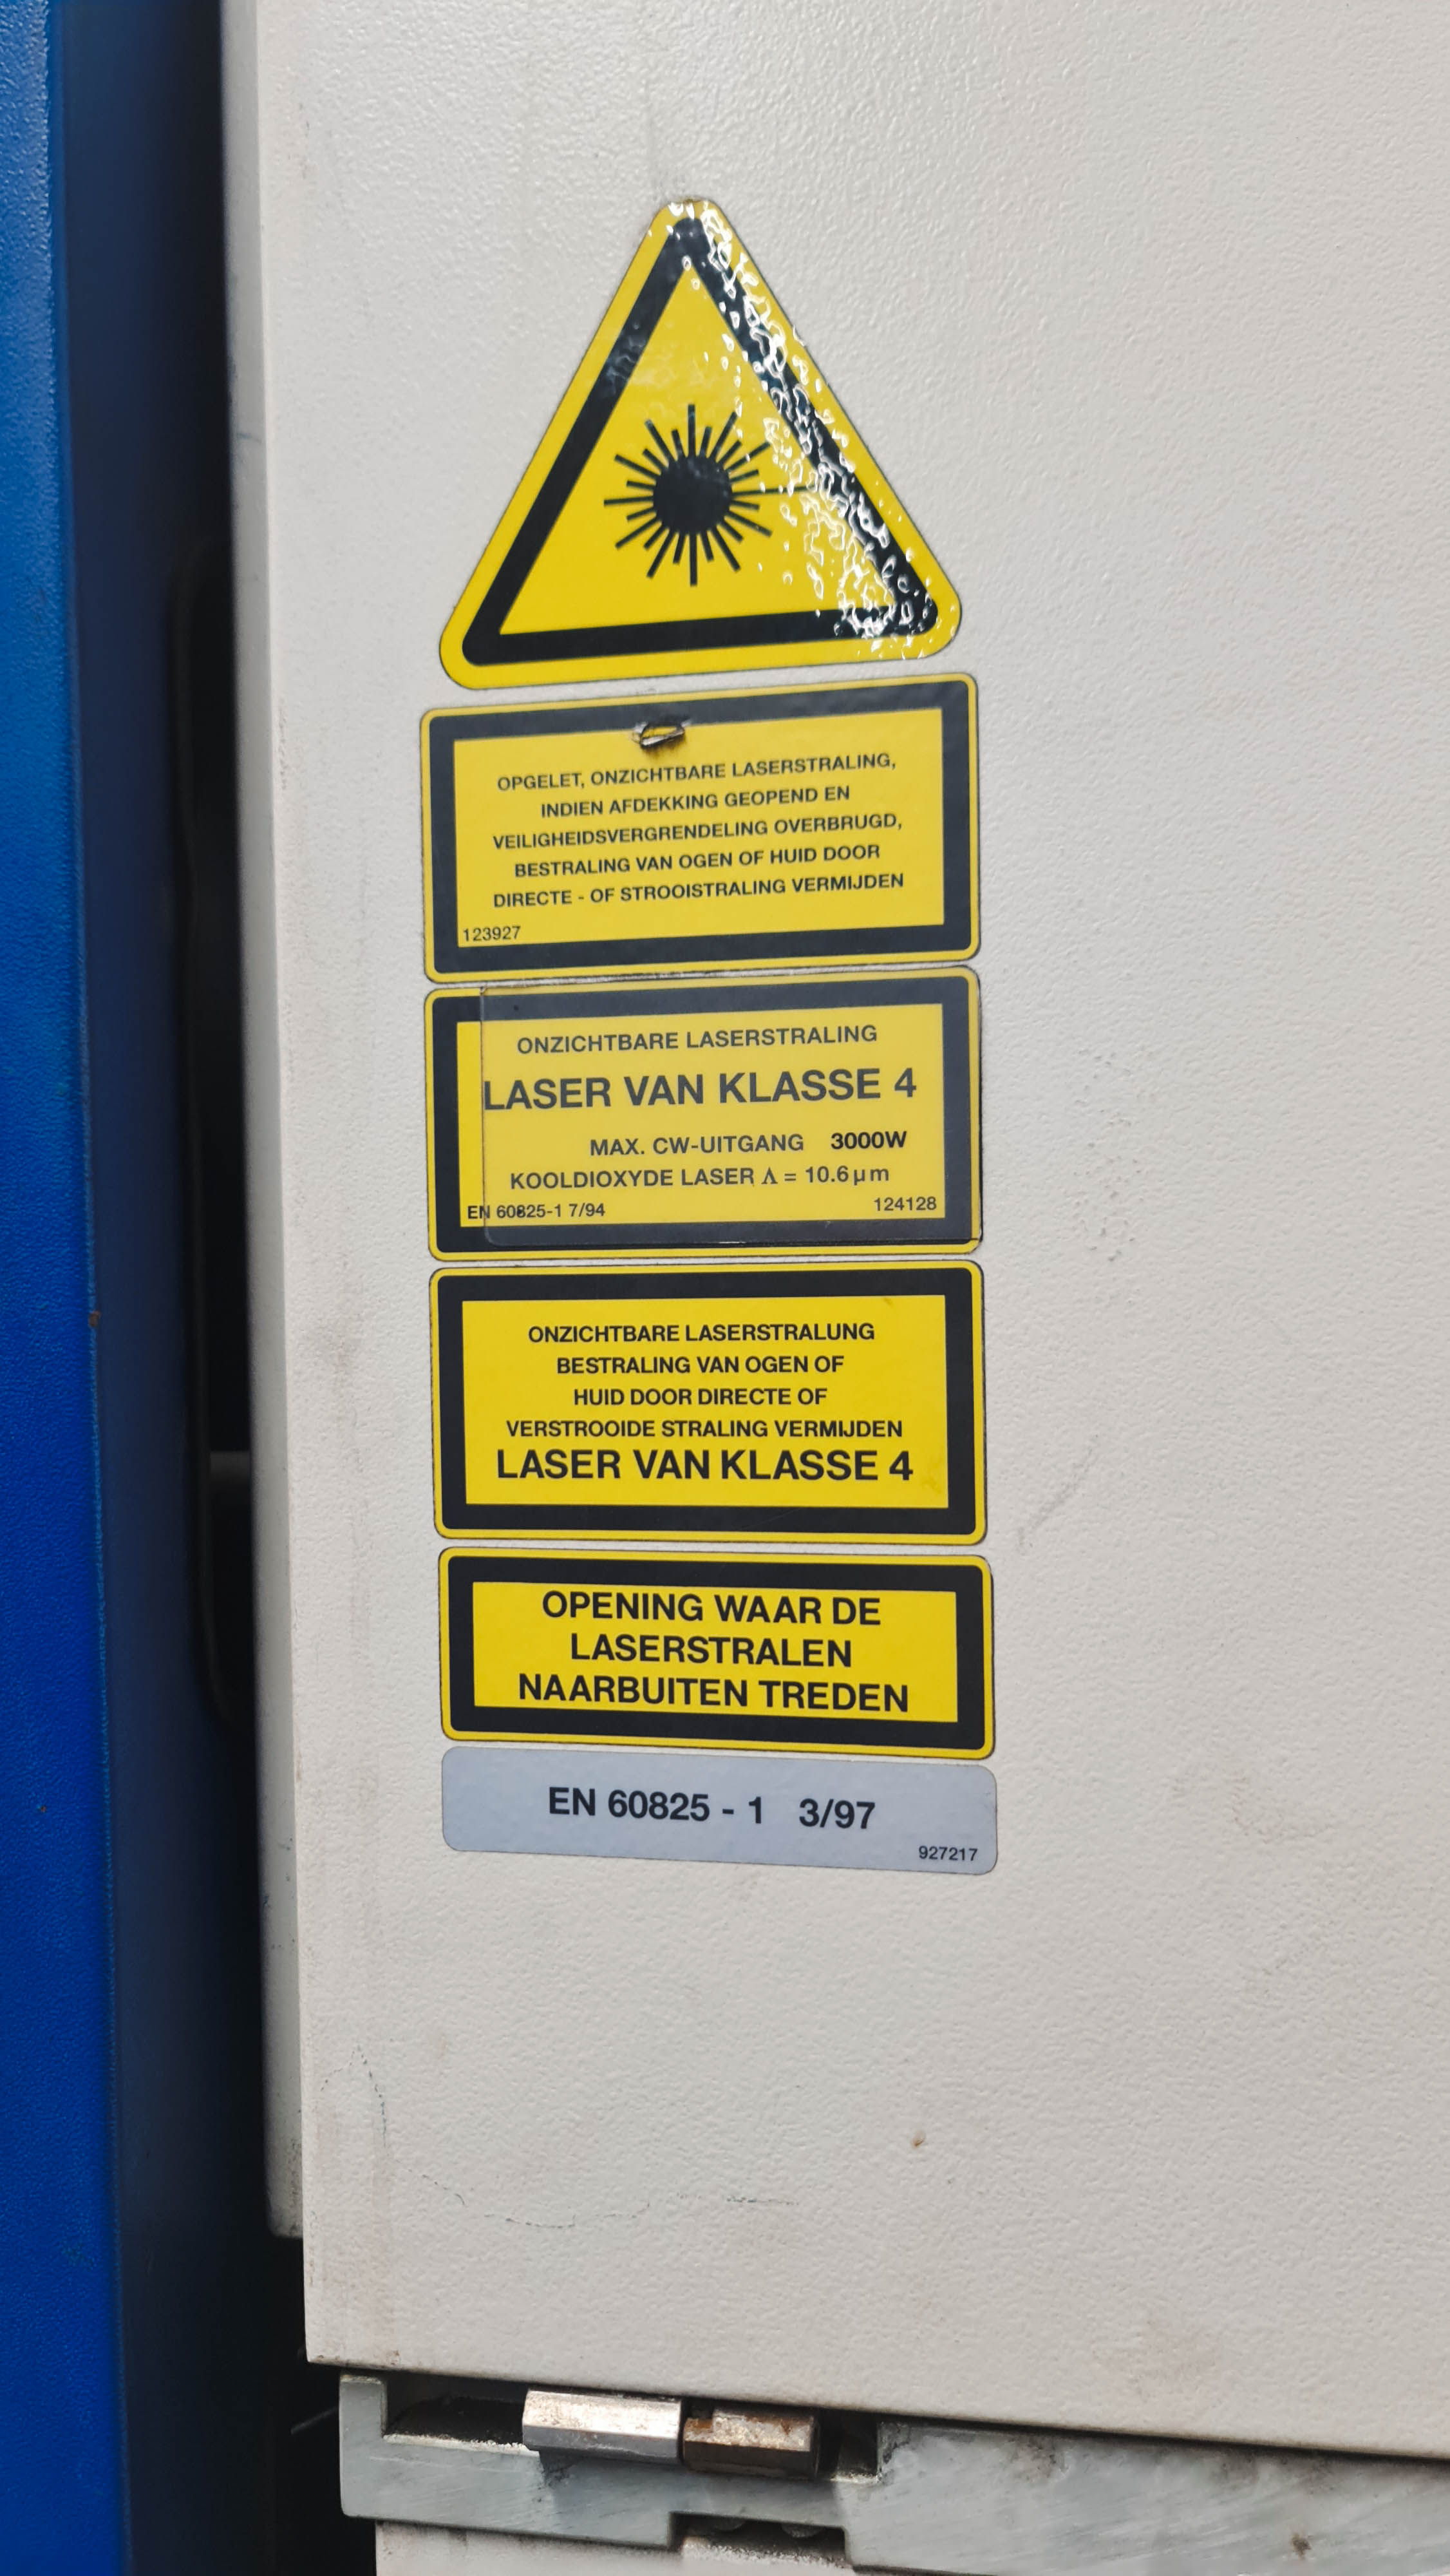 OPGELET, ONZICHTBARE LASERSTRALING,
INDIEN AFDEKKING GEOPEND EN
VEILIGHEIDSVERGRENDELING OVERBRUGD,
BESTRALING VAN OGEN OF HUID DOOR
DIRECTE - OF STROOISTRALING VERMIJDEN
123927
ONZICHTBARE LASERSTRALING
LASER VAN KLASSE 4
MAX. CW-UITGANG 3000W
KOOLDIOXYDE LASER Λ = 10.6 µm
EN 60825-1 7/94 124128
ONZICHTBARE LASERSTRALUNG
BESTRALING VAN OGEN OF
HUID DOOR DIRECTE OF
VERSTROOIDE STRALING VERMIJDEN
LASER VAN KLASSE 4
OPENING WAAR DE
LASERSTRALEN
NAARBUITEN TREDEN
EN 60825 - 1 3/97
927217